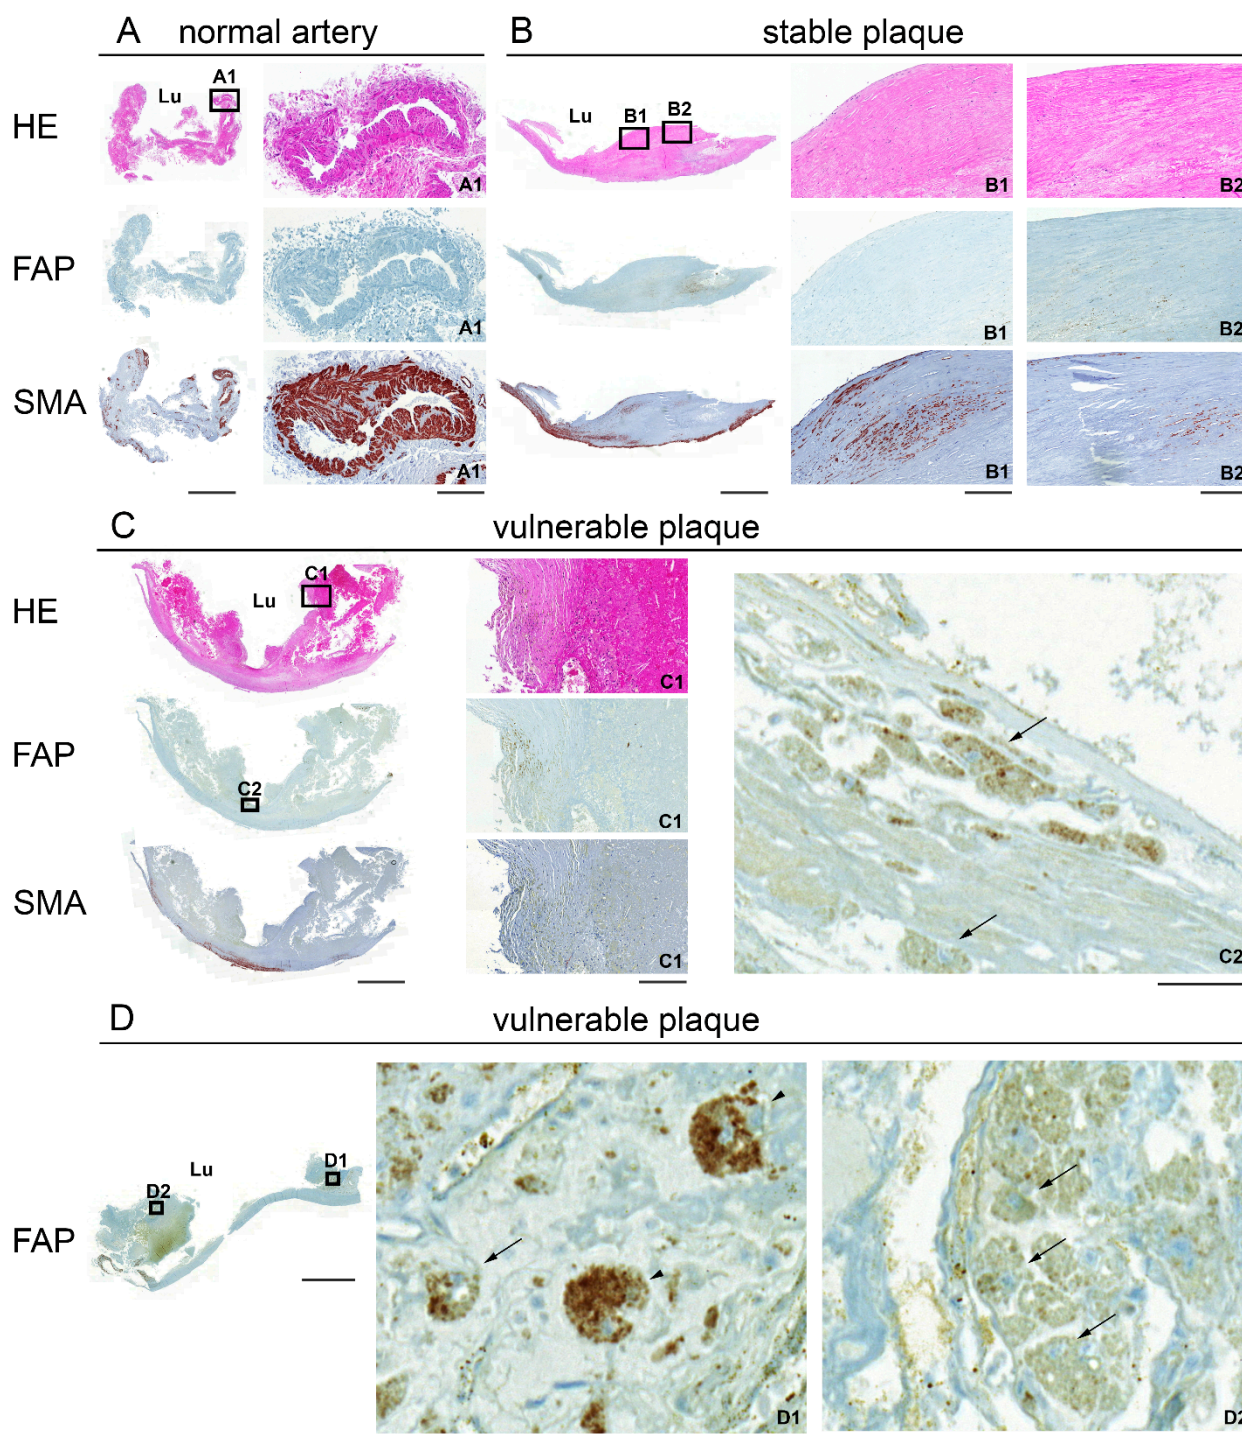 A normal artery
B stable plaque
HE
Lu
A1
A1
Lu
B1
B2
B1
B2
FAP
A1
B1
B2
SMA
A1
B1
B2
C vulnerable plaque
HE
Lu
C1
C1
FAP
C2
C1
SMA
C1
C2
D vulnerable plaque
FAP
Lu
D1
D2
D1
D2